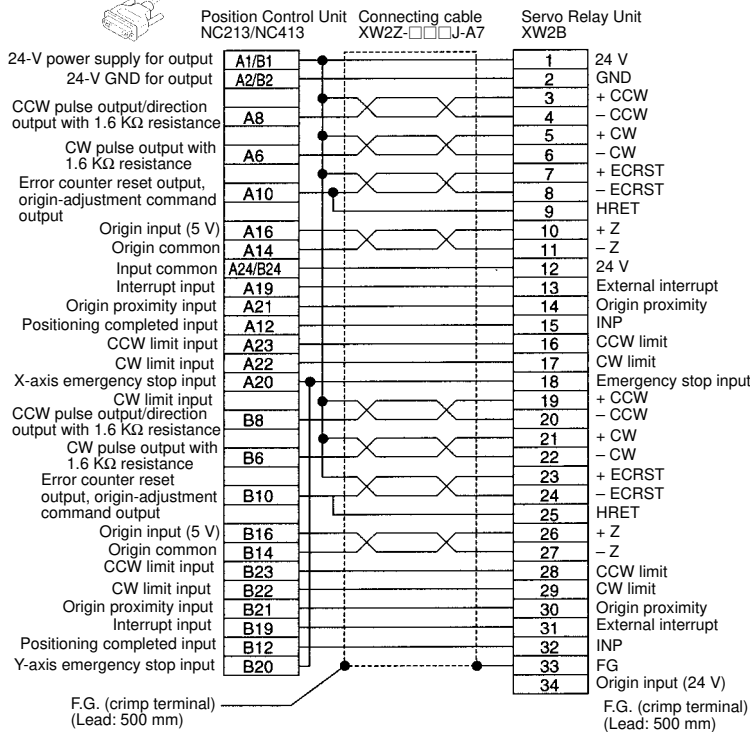 Position Control Unit NC213/NC413
Connecting cable XW2Z-□□□J-A7
Servo Relay Unit XW2B
24-V power supply for output A1/B1 1 24 V
24-V GND for output A2/B2 2 GND
3 + CCW
CCW pulse output/direction output with 1.6 KΩ resistance A8 4 – CCW
5 + CW
CW pulse output with 1.6 KΩ resistance A6 6 – CW
7 + ECRST
Error counter reset output, origin-adjustment command output A10 8 – ECRST
9 HRET
Origin input (5 V) A16 10 + Z
Origin common A14 11 – Z
Input common A24/B24 12 24 V
Interrupt input A19 13 External interrupt
Origin proximity input A21 14 Origin proximity
Positioning completed input A12 15 INP
CCW limit input A23 16 CCW limit
CW limit input A22 17 CW limit
X-axis emergency stop input A20 18 Emergency stop input
CW limit input 19 + CCW
CCW pulse output/direction output with 1.6 KΩ resistance B8 20 – CCW
21 + CW
CW pulse output with 1.6 KΩ resistance B6 22 – CW
23 + ECRST
Error counter reset output, origin-adjustment command output B10 24 – ECRST
25 HRET
Origin input (5 V) B16 26 + Z
Origin common B14 27 – Z
CCW limit input B23 28 CCW limit
CW limit input B22 29 CW limit
Origin proximity input B21 30 Origin proximity
Interrupt input B19 31 External interrupt
Positioning completed input B12 32 INP
Y-axis emergency stop input B20 33 FG
34 Origin input (24 V)
F.G. (crimp terminal) (Lead: 500 mm)
F.G. (crimp terminal) (Lead: 500 mm)